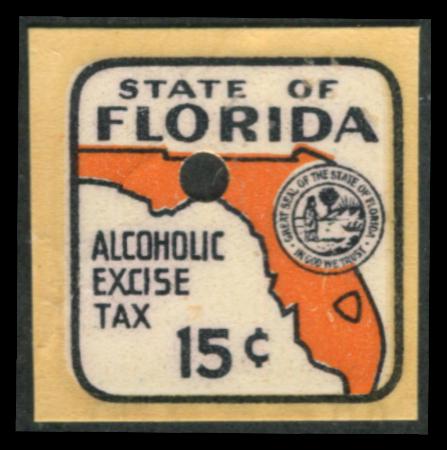 STATE OF
FLORIDA
GREAT SEAL OF THE STATE OF FLORIDA
IN GOD WE TRUST
ALCOHOLIC
EXCISE
TAX
15¢